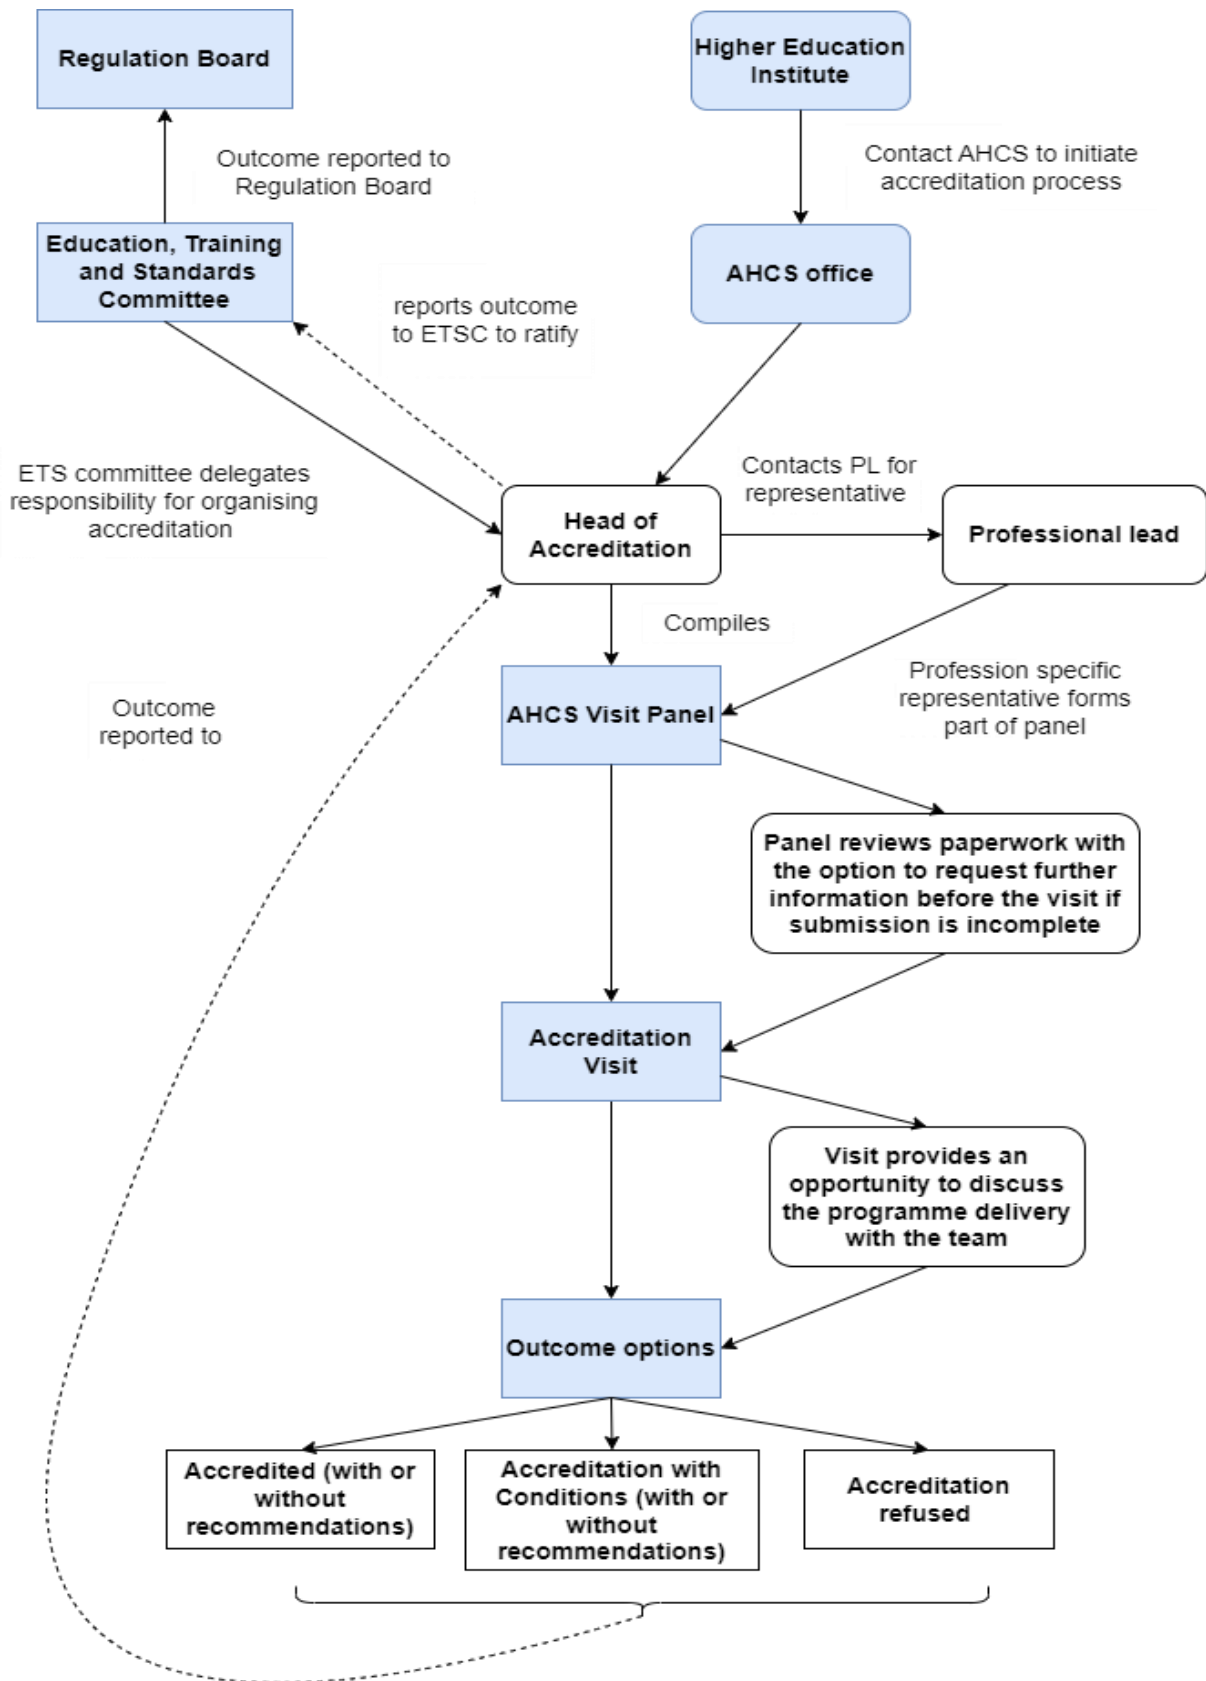 Regulation Board
Higher Education
Institute
Outcome reported to
Regulation Board
Contact AHCS to initiate
accreditation process
Education, Training
and Standards
Committee
AHCS office
reports outcome
to ETSC to ratify
ETS committee delegates
responsibility for organising
accreditation
Contacts PL for
representative
Head of
Accreditation
Professional lead
Compiles
Outcome
reported to
AHCS Visit Panel
Profession specific
representative forms
part of panel
Panel reviews paperwork with
the option to request further
information before the visit if
submission is incomplete
Accreditation
Visit
Visit provides an
opportunity to discuss
the programme delivery
with the team
Outcome options
Accredited (with or
without
recommendations)
Accreditation with
Conditions (with or
without
recommendations)
Accreditation
refused